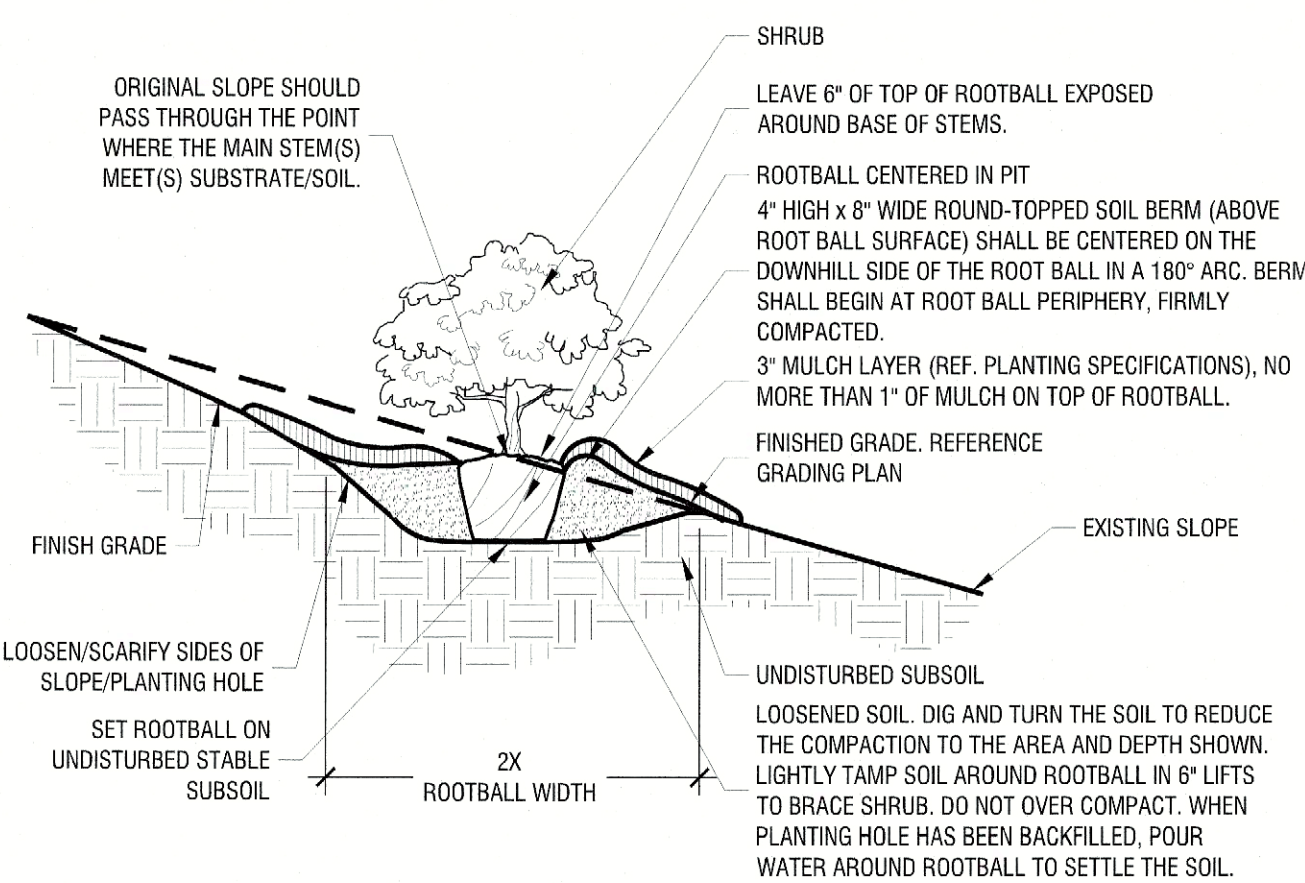 ORIGINAL SLOPE SHOULD
PASS THROUGH THE POINT
WHERE THE MAIN STEM(S)
MEET(S) SUBSTRATE/SOIL.
FINISH GRADE
LOOSEN/SCARIFY SIDES OF
SLOPE/PLANTING HOLE
SET ROOTBALL ON
UNDISTURBED STABLE
SUBSOIL
2X
ROOTBALL WIDTH
SHRUB
LEAVE 6" OF TOP OF ROOTBALL EXPOSED
AROUND BASE OF STEMS.
ROOTBALL CENTERED IN PIT
4" HIGH x 8" WIDE ROUND-TOPPED SOIL BERM (ABOVE
ROOT BALL SURFACE) SHALL BE CENTERED ON THE
DOWNHILL SIDE OF THE ROOT BALL IN A 180° ARC. BERM
SHALL BEGIN AT ROOT BALL PERIPHERY, FIRMLY
COMPACTED.
3" MULCH LAYER (REF. PLANTING SPECIFICATIONS), NO
MORE THAN 1" OF MULCH ON TOP OF ROOTBALL.
FINISHED GRADE. REFERENCE
GRADING PLAN
EXISTING SLOPE
UNDISTURBED SUBSOIL
LOOSENED SOIL. DIG AND TURN THE SOIL TO REDUCE
THE COMPACTION TO THE AREA AND DEPTH SHOWN.
LIGHTLY TAMP SOIL AROUND ROOTBALL IN 6" LIFTS
TO BRACE SHRUB. DO NOT OVER COMPACT. WHEN
PLANTING HOLE HAS BEEN BACKFILLED, POUR
WATER AROUND ROOTBALL TO SETTLE THE SOIL.